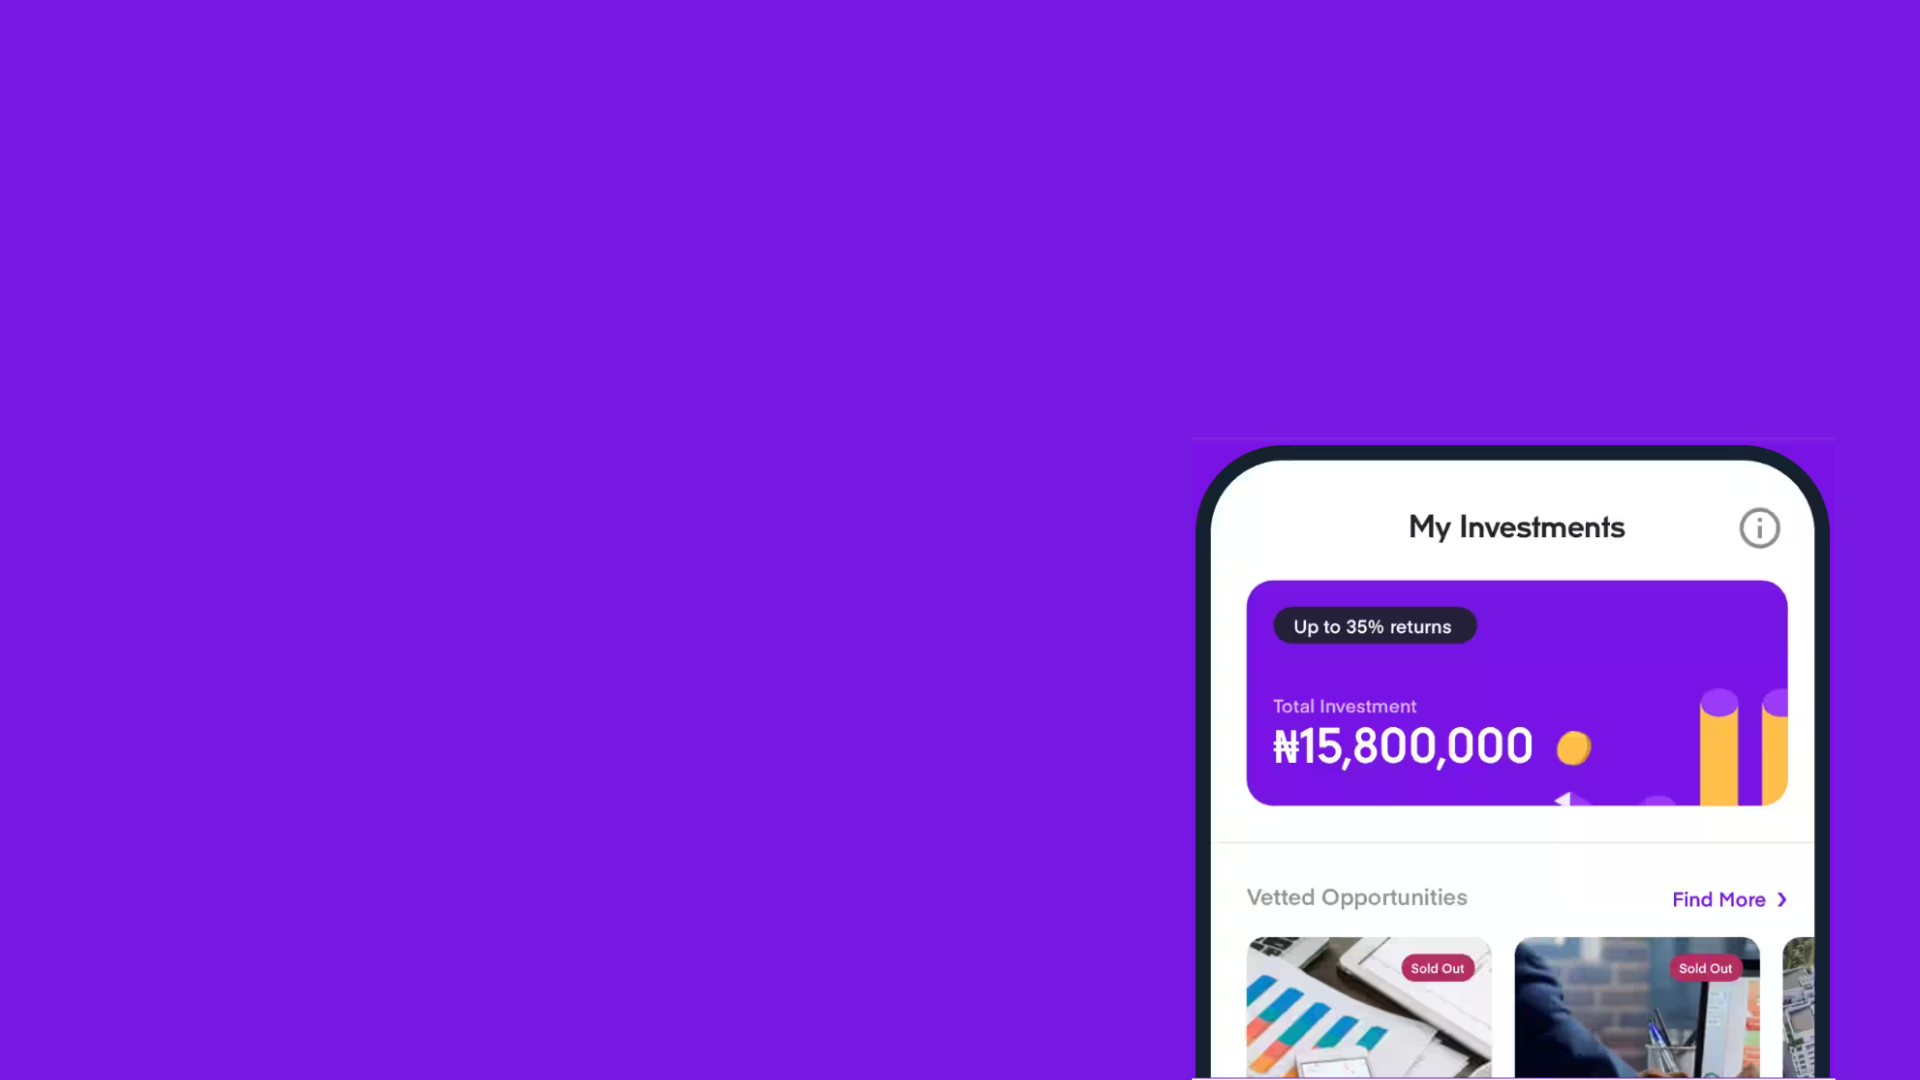 My Investments
Up to 35% returns
Total Investment
₦15,800,000
Vetted Opportunities
Find More
Sold Out
Sold Out